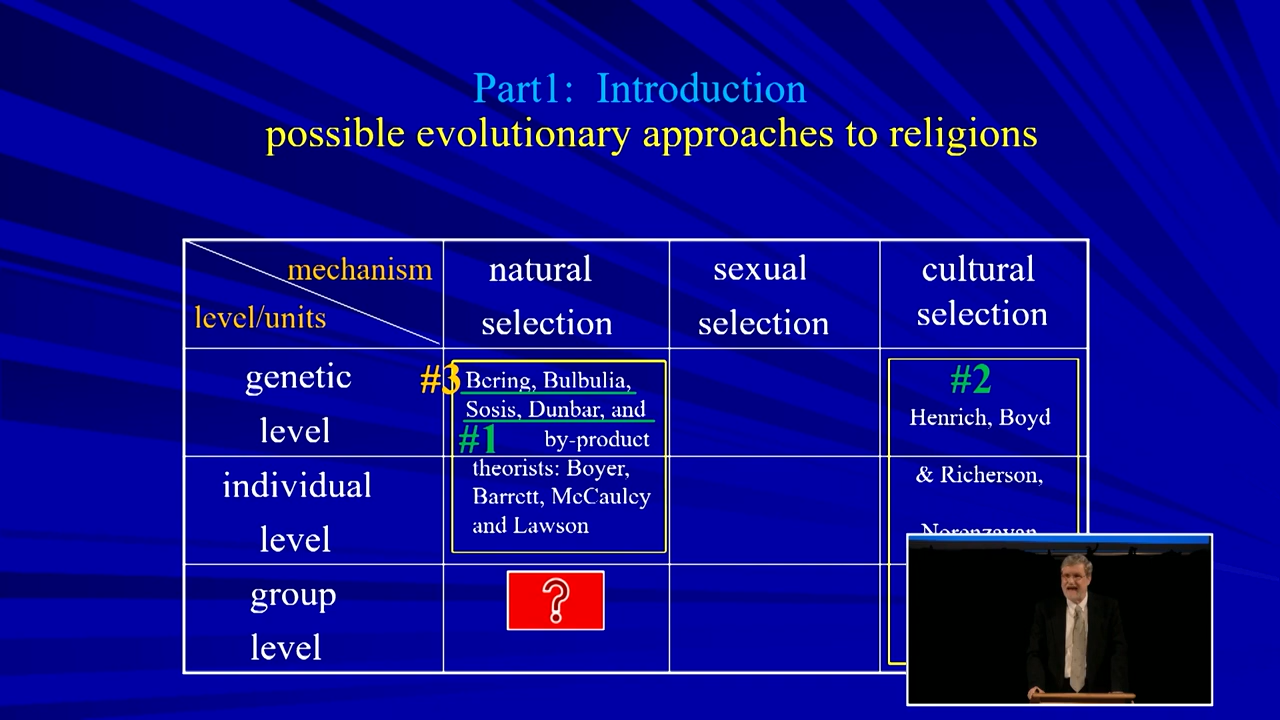 Part1: Introduction
possible evolutionary approaches to religions
mechanism
level/units
natural
selection
sexual
selection
cultural
selection
genetic
level
#3
Bering, Bulbulia,
Sosis, Dunbar, and
#1 by-product
theorists: Boyer,
Barrett, McCauley
and Lawson
#2
Henrich, Boyd
& Richerson,
Norenzayan
individual
level
group
level
?